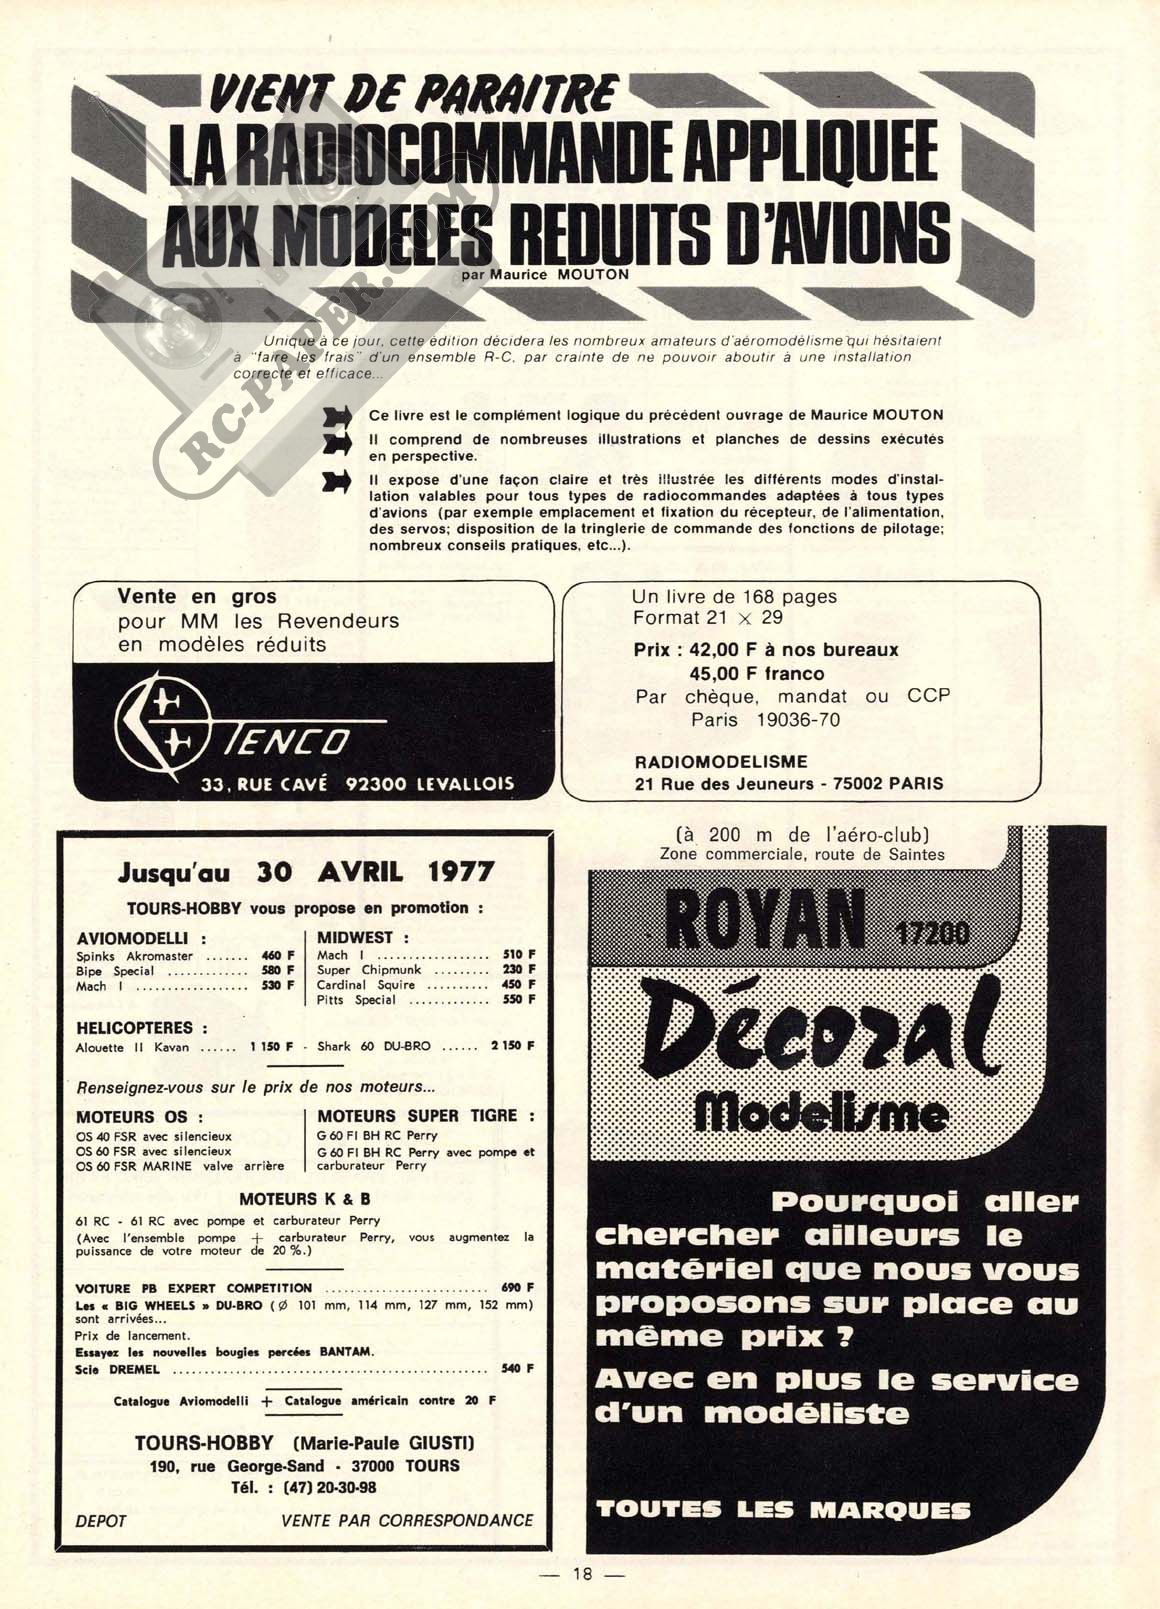 VIENT DE PARAITRE
LA RADIOCOMMANDE APPLIQUEE
AUX MODELES REDUITS D'AVIONS
par Maurice MOUTON
RC-PAPER.COM
Unique à ce jour, cette édition décidera les nombreux amateurs d'aéromodélisme qui hésitaient
à "faire les frais" d'un ensemble R-C, par crainte de ne pouvoir aboutir à une installation
correcte et efficace...
Ce livre est le complément logique du précédent ouvrage de Maurice MOUTON
Il comprend de nombreuses illustrations et planches de dessins exécutés
en perspective.
Il expose d'une façon claire et très illustrée les différents modes d'instal-
lation valables pour tous types de radiocommandes adaptées à tous types
d'avions (par exemple emplacement et fixation du récepteur, de l'alimentation,
des servos; disposition de la tringlerie de commande des fonctions de pilotage;
nombreux conseils pratiques, etc...).
Vente en gros
pour MM les Revendeurs
en modèles réduits
TENCO
33, RUE CAVÉ 92300 LEVALLOIS
Un livre de 168 pages
Format 21 × 29
Prix : 42,00 F à nos bureaux
45,00 F franco
Par chèque, mandat ou CCP
Paris 19036-70
RADIOMODELISME
21 Rue des Jeuneurs - 75002 PARIS
Jusqu'au 30 AVRIL 1977
TOURS-HOBBY vous propose en promotion :
AVIOMODELLI :
Spinks Akromaster ....... 460 F
Bipe Special ............ 580 F
Mach I .................. 530 F
MIDWEST :
Mach I .................. 510 F
Super Chipmunk ......... 230 F
Cardinal Squire .......... 450 F
Pitts Special ............. 550 F
HELICOPTERES :
Alouette II Kavan ...... 1 150 F - Shark 60 DU-BRO ...... 2 150 F
Renseignez-vous sur le prix de nos moteurs...
MOTEURS OS :
OS 40 FSR avec silencieux
OS 60 FSR avec silencieux
OS 60 FSR MARINE valve arrière
MOTEURS SUPER TIGRE :
G 60 FI BH RC Perry
G 60 FI BH RC Perry avec pompe et
carburateur Perry
MOTEURS K & B
61 RC - 61 RC avec pompe et carburateur Perry
(Avec l'ensemble pompe + carburateur Perry, vous augmentez la
puissance de votre moteur de 20 %.)
VOITURE PB EXPERT COMPETITION ........................... 690 F
Les « BIG WHEELS » DU-BRO (Ø 101 mm, 114 mm, 127 mm, 152 mm)
sont arrivées...
Prix de lancement.
Essayez les nouvelles bougies percées BANTAM.
Scie DREMEL .................................................. 540 F
Catalogue Aviomodelli + Catalogue américain contre 20 F
TOURS-HOBBY (Marie-Paule GIUSTI)
190, rue George-Sand - 37000 TOURS
Tél. : (47) 20-30-98
DEPOT VENTE PAR CORRESPONDANCE
(à 200 m de l'aéro-club)
Zone commerciale, route de Saintes
ROYAN 17200
Décoral
Modelisme
Pourquoi aller
chercher ailleurs le
matériel que nous vous
proposons sur place au
même prix ?
Avec en plus le service
d'un modéliste
TOUTES LES MARQUES
— 18 —